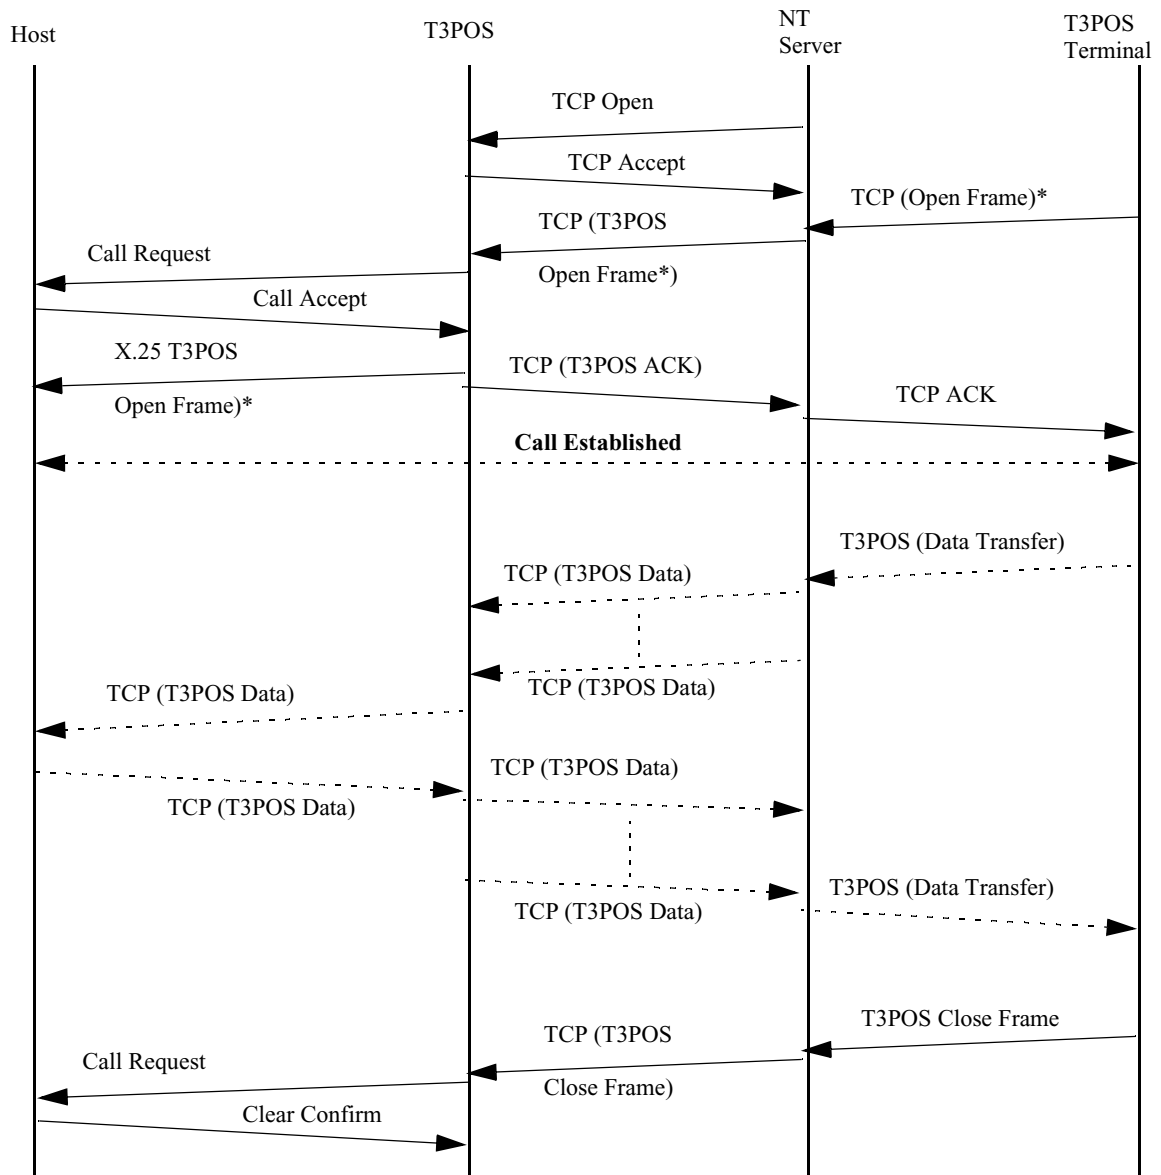 Host
T3POS
NT
Server
T3POS
Terminal
TCP Open
TCP Accept
TCP (Open Frame)*
TCP (T3POS
Open Frame*)
Call Request
Call Accept
X.25 T3POS
Open Frame)*
TCP (T3POS ACK)
TCP ACK
Call Established
T3POS (Data Transfer)
TCP (T3POS Data)
TCP (T3POS Data)
TCP (T3POS Data)
TCP (T3POS Data)
TCP (T3POS Data)
T3POS (Data Transfer)
TCP (T3POS Data)
T3POS Close Frame
TCP (T3POS
Close Frame)
Call Request
Clear Confirm